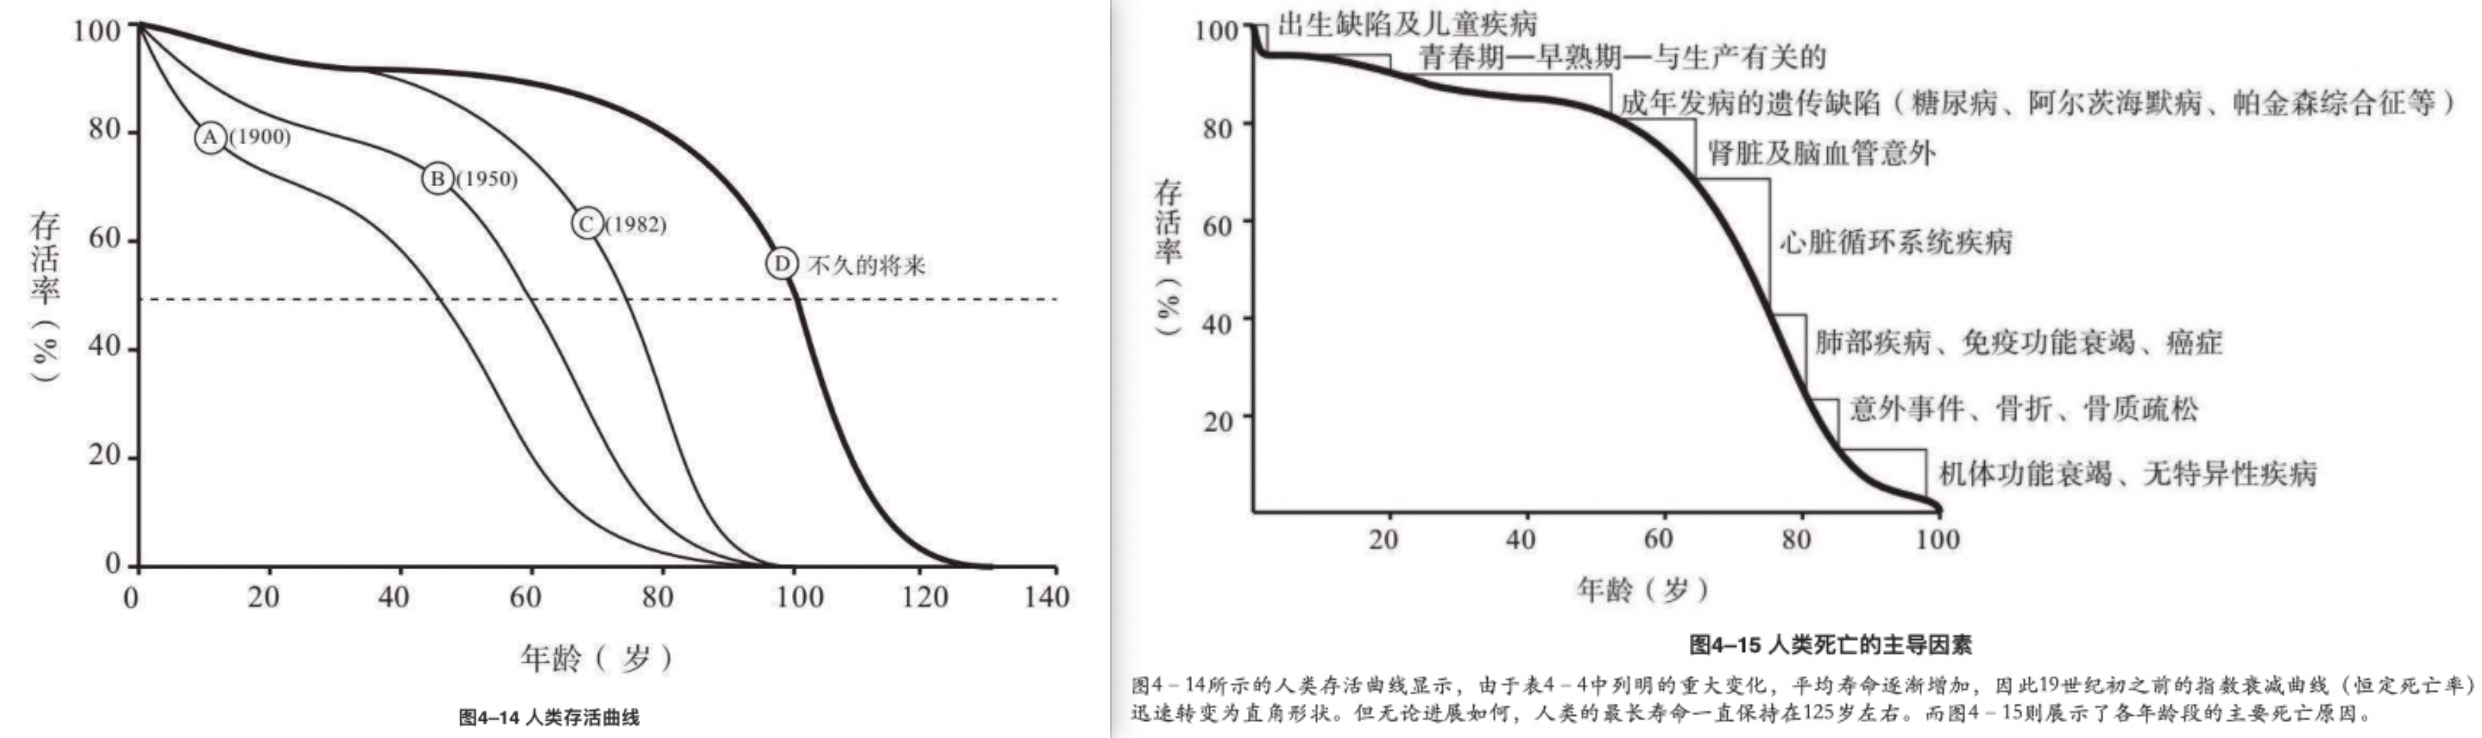 100
80
60
40
20
0
存活率（%）
A (1900)
B (1950)
C (1982)
D 不久的将来
0 20 40 60 80 100 120 140
年龄（ 岁 ）
图4–14 人类存活曲线
100
80
60
40
20
存活率（%）
出生缺陷及儿童疾病
青春期—早熟期—与生产有关的
成年发病的遗传缺陷（糖尿病、阿尔茨海默病、帕金森综合征等）
肾脏及脑血管意外
心脏循环系统疾病
肺部疾病、免疫功能衰竭、癌症
意外事件、骨折、骨质疏松
机体功能衰竭、无特异性疾病
20 40 60 80 100
年龄（岁）
图4–15 人类死亡的主导因素
图4－14所示的人类存活曲线显示，由于表4－4中列明的重大变化，平均寿命逐渐增加，因此19世纪初之前的指数衰减曲线（恒定死亡率）
迅速转变为直角形状。但无论进展如何，人类的最长寿命一直保持在125岁左右。而图4－15则展示了各年龄段的主要死亡原因。